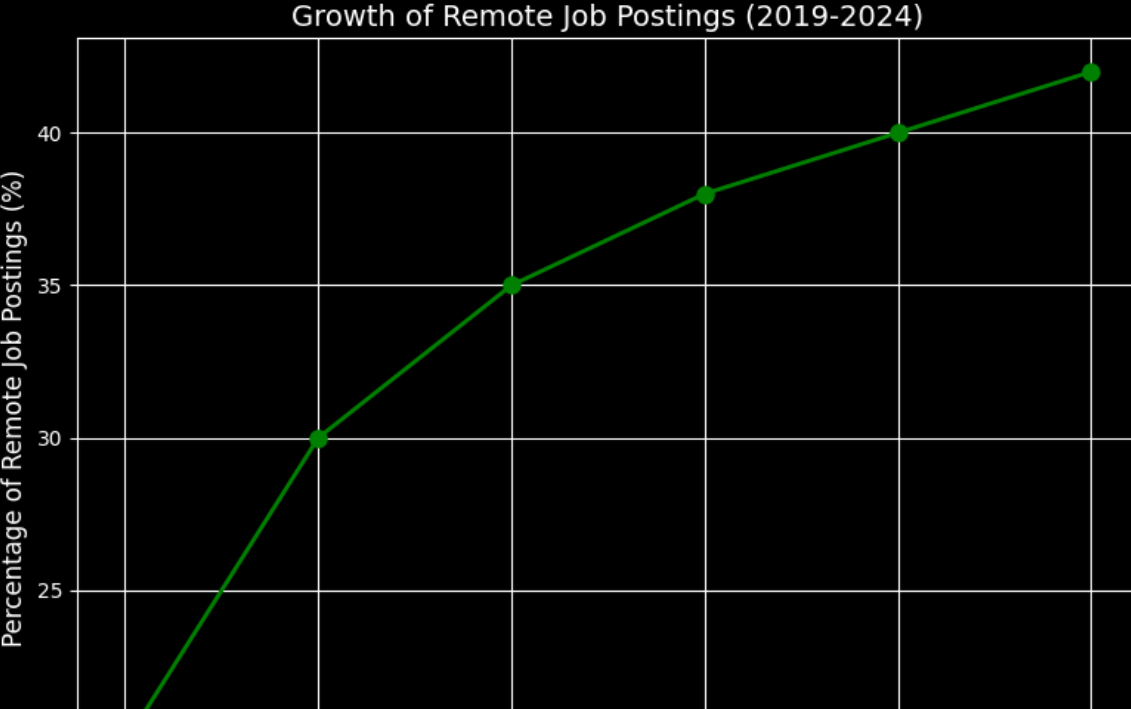 Growth of Remote Job Postings (2019-2024)
Percentage of Remote Job Postings (%)
40
35
30
25